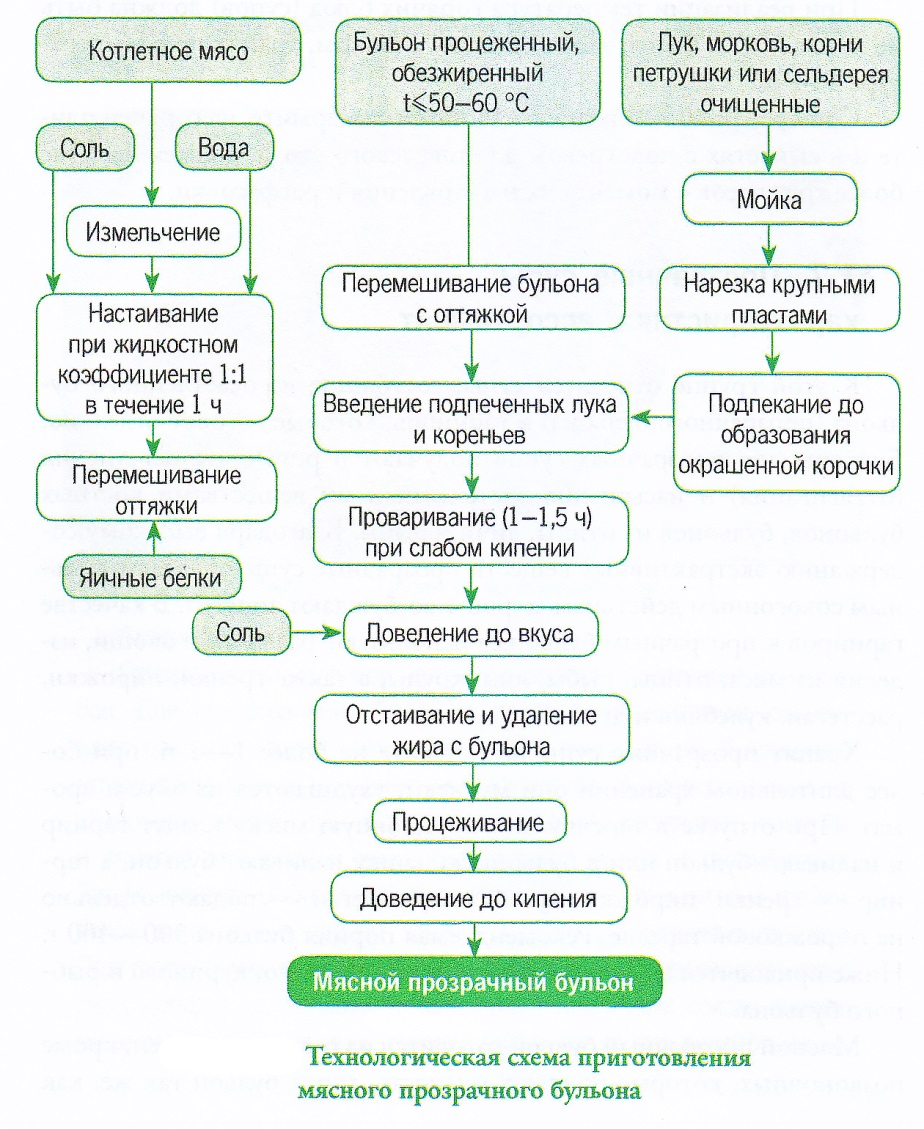 Котлетное мясо
Бульон процеженный,
обезжиренный
t⩽50—60 °C
Лук, морковь, корни
петрушки или сельдерея
очищенные
Соль
Вода
Мойка
Измельчение
Перемешивание бульона
с оттяжкой
Нарезка крупными
пластами
Настаивание
при жидкостном
коэффициенте 1:1
в течение 1 ч
Введение подпеченных лука
и кореньев
Подпекание до
образования
окрашенной корочки
Перемешивание
оттяжки
Проваривание (1—1,5 ч)
при слабом кипении
Яичные белки
Соль
Доведение до вкуса
Отстаивание и удаление
жира с бульона
Процеживание
Доведение до кипения
Мясной прозрачный бульон
Технологическая схема приготовления
мясного прозрачного бульона